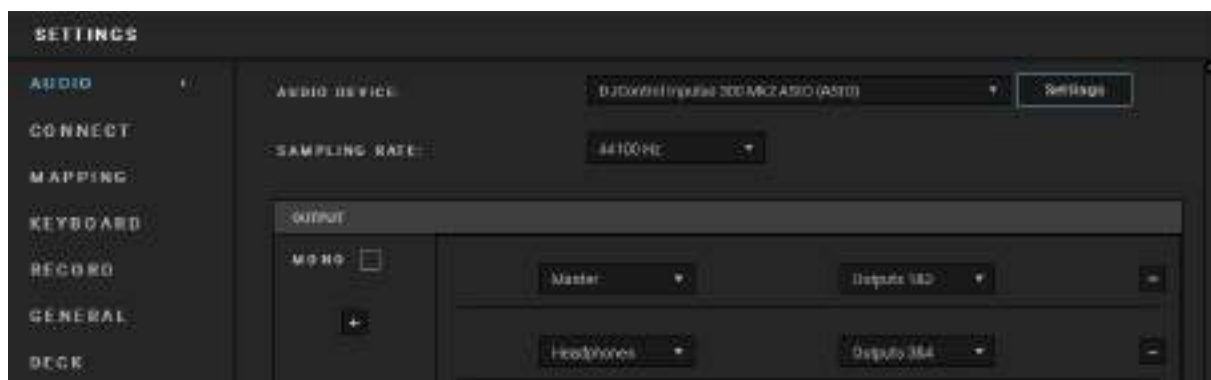 SETTINGS
AUDIO
AUDIO DEVICE:
DJControl Inpulse 300 Mk2 ASIO (ASIO)
Settings
CONNECT
SAMPLING RATE:
44100 Hz
MAPPING
KEYBOARD
OUTPUT
MONO
RECORD
Master
Outputs 1&2
-
GENERAL
+
Headphones
Outputs 3&4
-
DECK